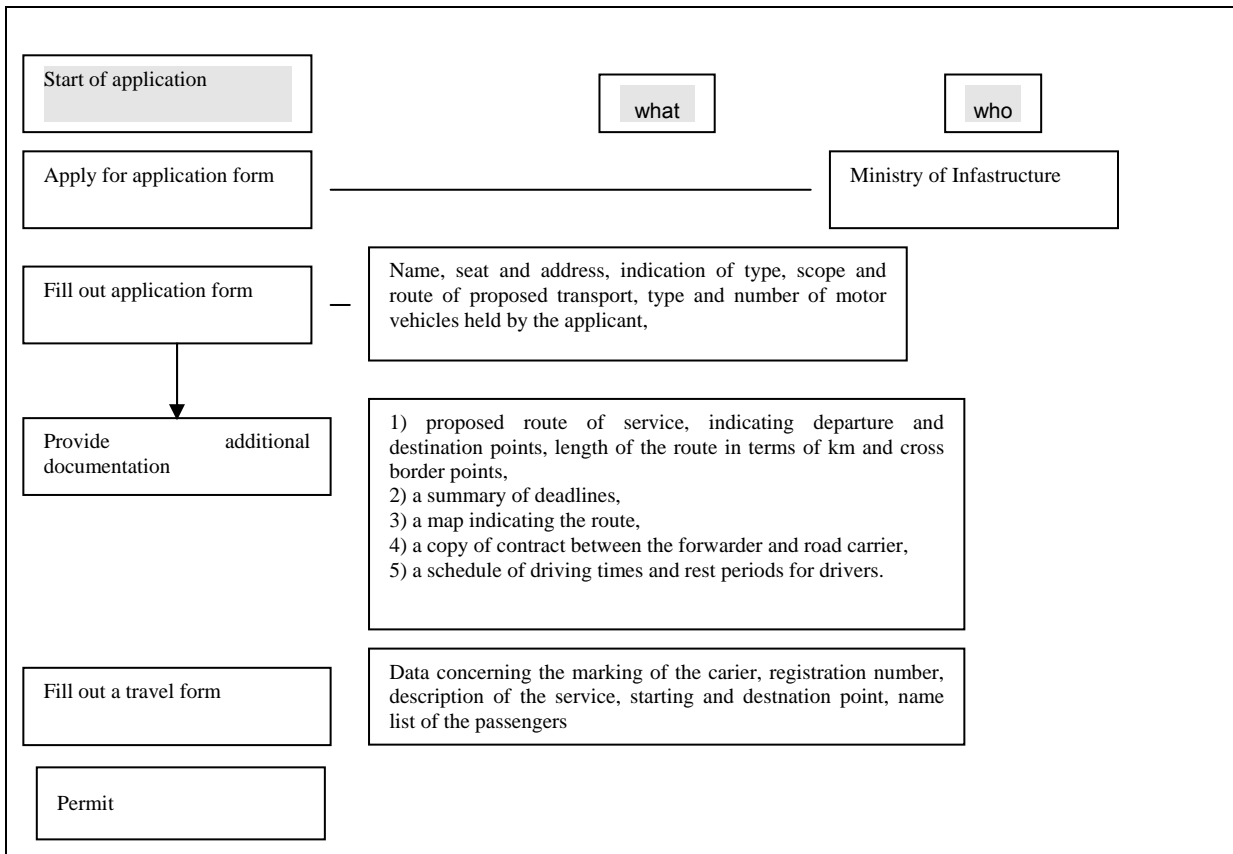 Start of application
what
who
Apply for application form
Ministry of Infastructure
Fill out application form
Name, seat and address, indication of type, scope and
route of proposed transport, type and number of motor
vehicles held by the applicant,
Provide additional
documentation
1) proposed route of service, indicating departure and
destination points, length of the route in terms of km and cross
border points,
2) a summary of deadlines,
3) a map indicating the route,
4) a copy of contract between the forwarder and road carrier,
5) a schedule of driving times and rest periods for drivers.
Fill out a travel form
Data concerning the marking of the carier, registration number,
description of the service, starting and destnation point, name
list of the passengers
Permit